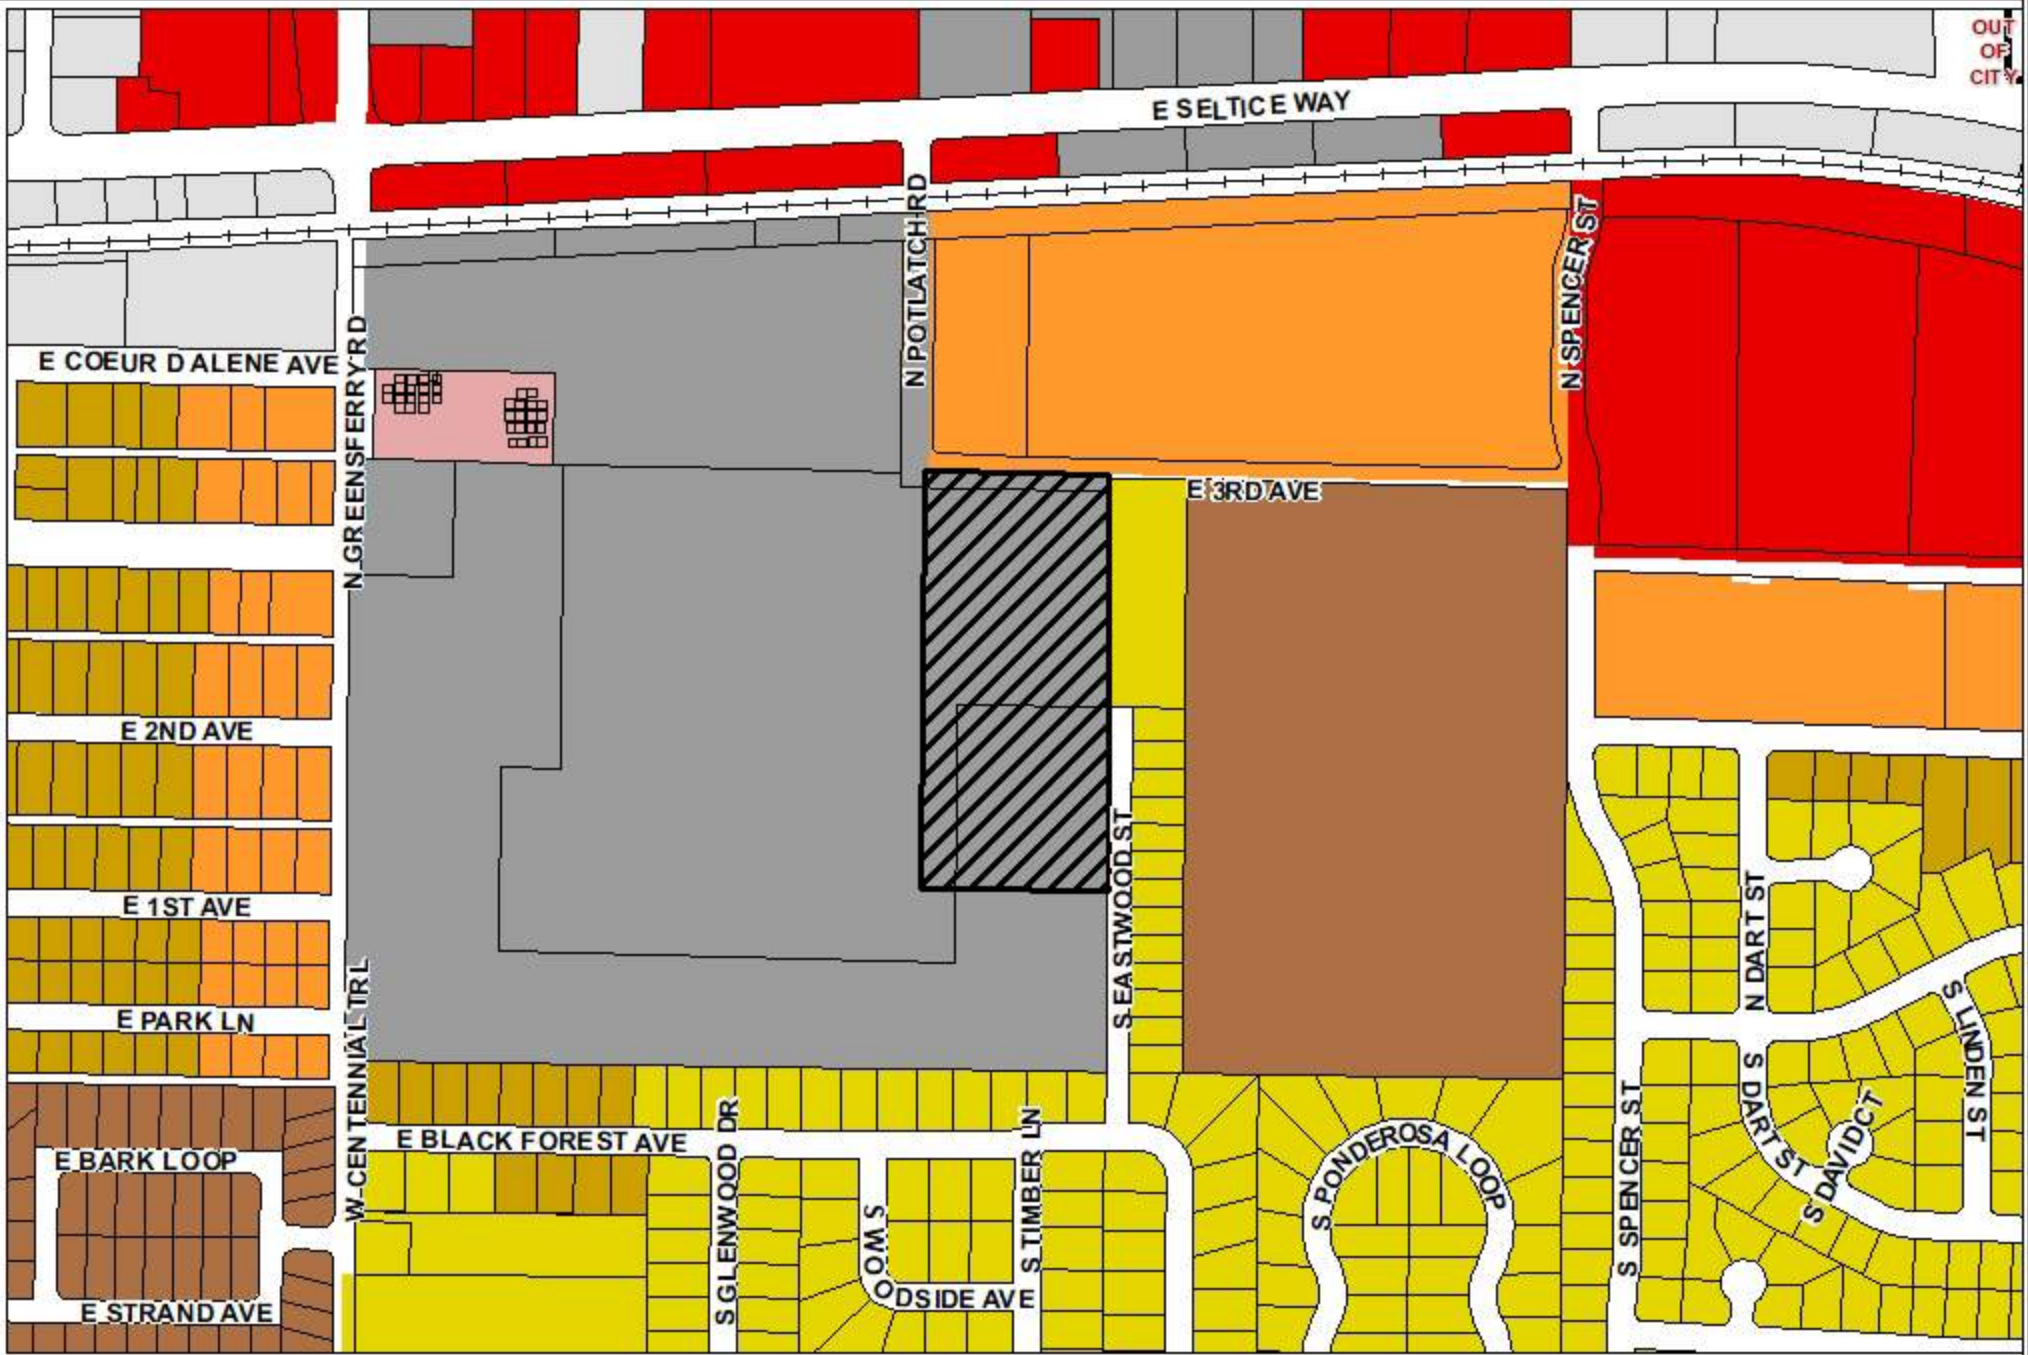 OUT
OF
CITY
E SELTICE WAY
N POTLATCH RD
N SPENCER ST
E COEUR D ALENE AVE
N GREENSFERRY RD
E 3RD AVE
E 2ND AVE
E 1ST AVE
S EASTWOOD ST
N DART ST
E PARK LN
W CENTENNIAL TRL
S LINDEN ST
S DART ST
S DAVID CT
S SPENCER ST
E BLACK FOREST AVE
S GLENWOOD DR
S TIMBER LN
S PONDEROSA LOOP
E BARK LOOP
S WOODSIDE AVE
E STRAND AVE